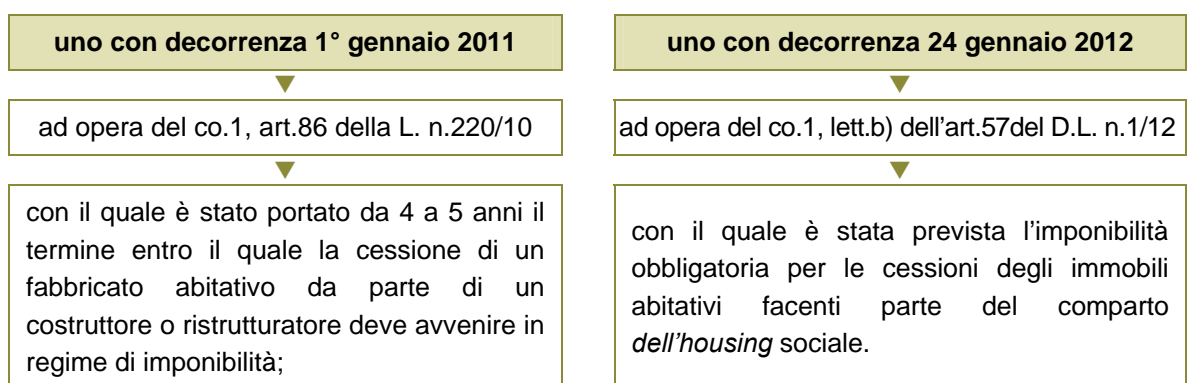 uno con decorrenza 1° gennaio 2011
ad opera del co.1, art.86 della L. n.220/10
con il quale è stato portato da 4 a 5 anni il
termine entro il quale la cessione di un
fabbricato abitativo da parte di un
costruttore o ristrutturatore deve avvenire in
regime di imponibilità;
uno con decorrenza 24 gennaio 2012
ad opera del co.1, lett.b) dell'art.57del D.L. n.1/12
con il quale è stata prevista l'imponibilità
obbligatoria per le cessioni degli immobili
abitativi facenti parte del comparto
dell'housing sociale.